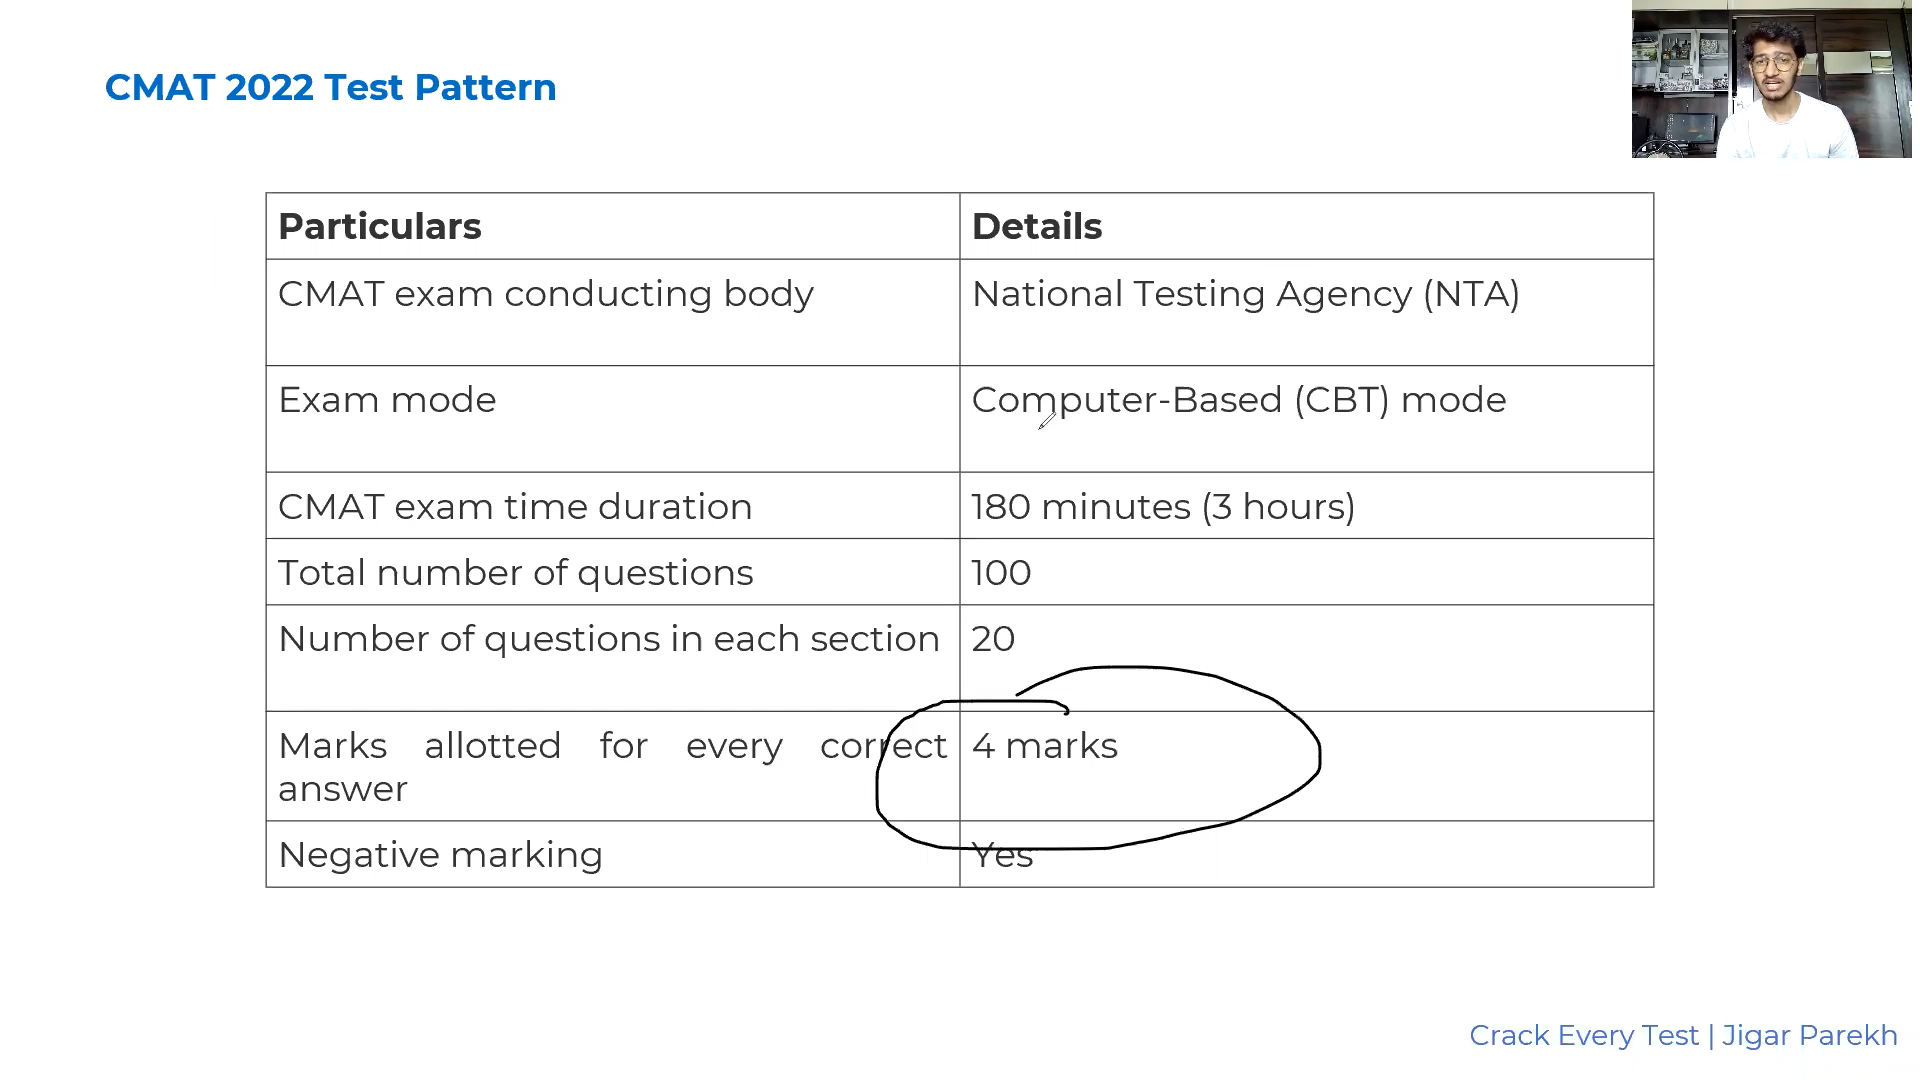 CMAT 2022 Test Pattern
Particulars
Details
CMAT exam conducting body
National Testing Agency (NTA)
Exam mode
Computer-Based (CBT) mode
CMAT exam time duration
180 minutes (3 hours)
Total number of questions
100
Number of questions in each section
20
Marks allotted for every correct
answer
4 marks
Negative marking
Yes
Crack Every Test | Jigar Parekh